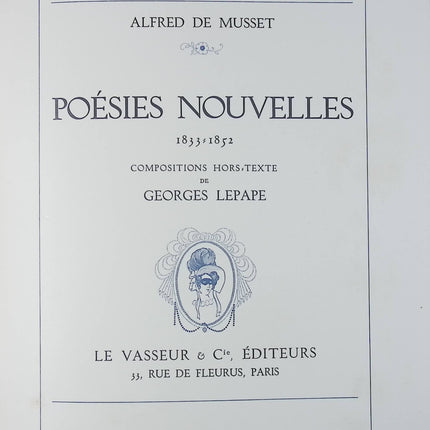 ALFRED DE MUSSET
POÉSIES NOUVELLES
1833-1852
COMPOSITIONS HORS-TEXTE
DE
GEORGES LEPAPE
LE VASSEUR & Cie, ÉDITEURS
33, RUE DE FLEURUS, PARIS